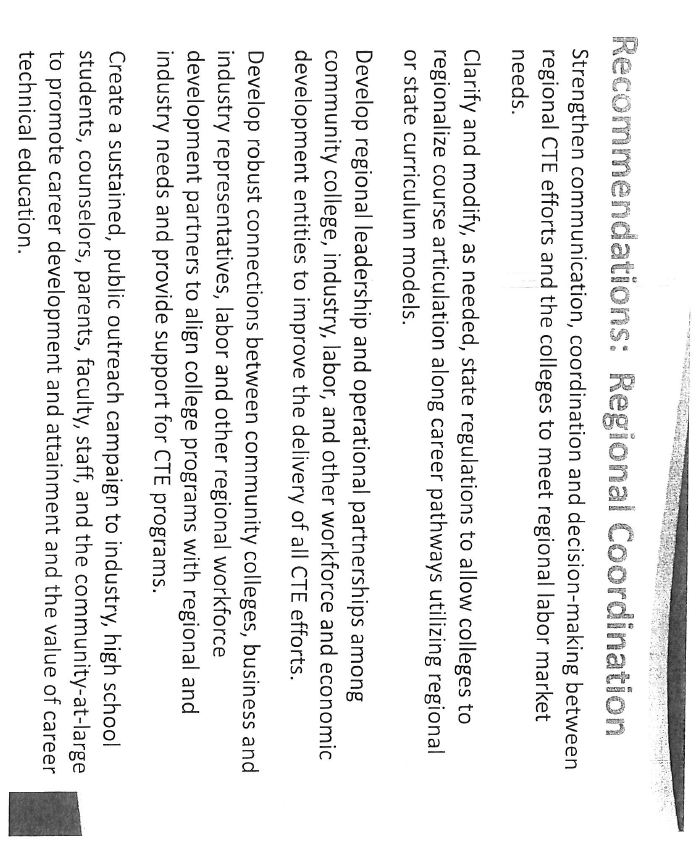 Recommendations: Regional Coordination
Strengthen communication, coordination and decision-making between
regional CTE efforts and the colleges to meet regional labor market
needs.
Clarify and modify, as needed, state regulations to allow colleges to
regionalize course articulation along career pathways utilizing regional
or state curriculum models.
Develop regional leadership and operational partnerships among
community college, industry, labor, and other workforce and economic
development entities to improve the delivery of all CTE efforts.
Develop robust connections between community colleges, business and
industry representatives, labor and other regional workforce
development partners to align college programs with regional and
industry needs and provide support for CTE programs.
Create a sustained, public outreach campaign to industry, high school
students, counselors, parents, faculty, staff, and the community-at-large
to promote career development and attainment and the value of career
technical education.